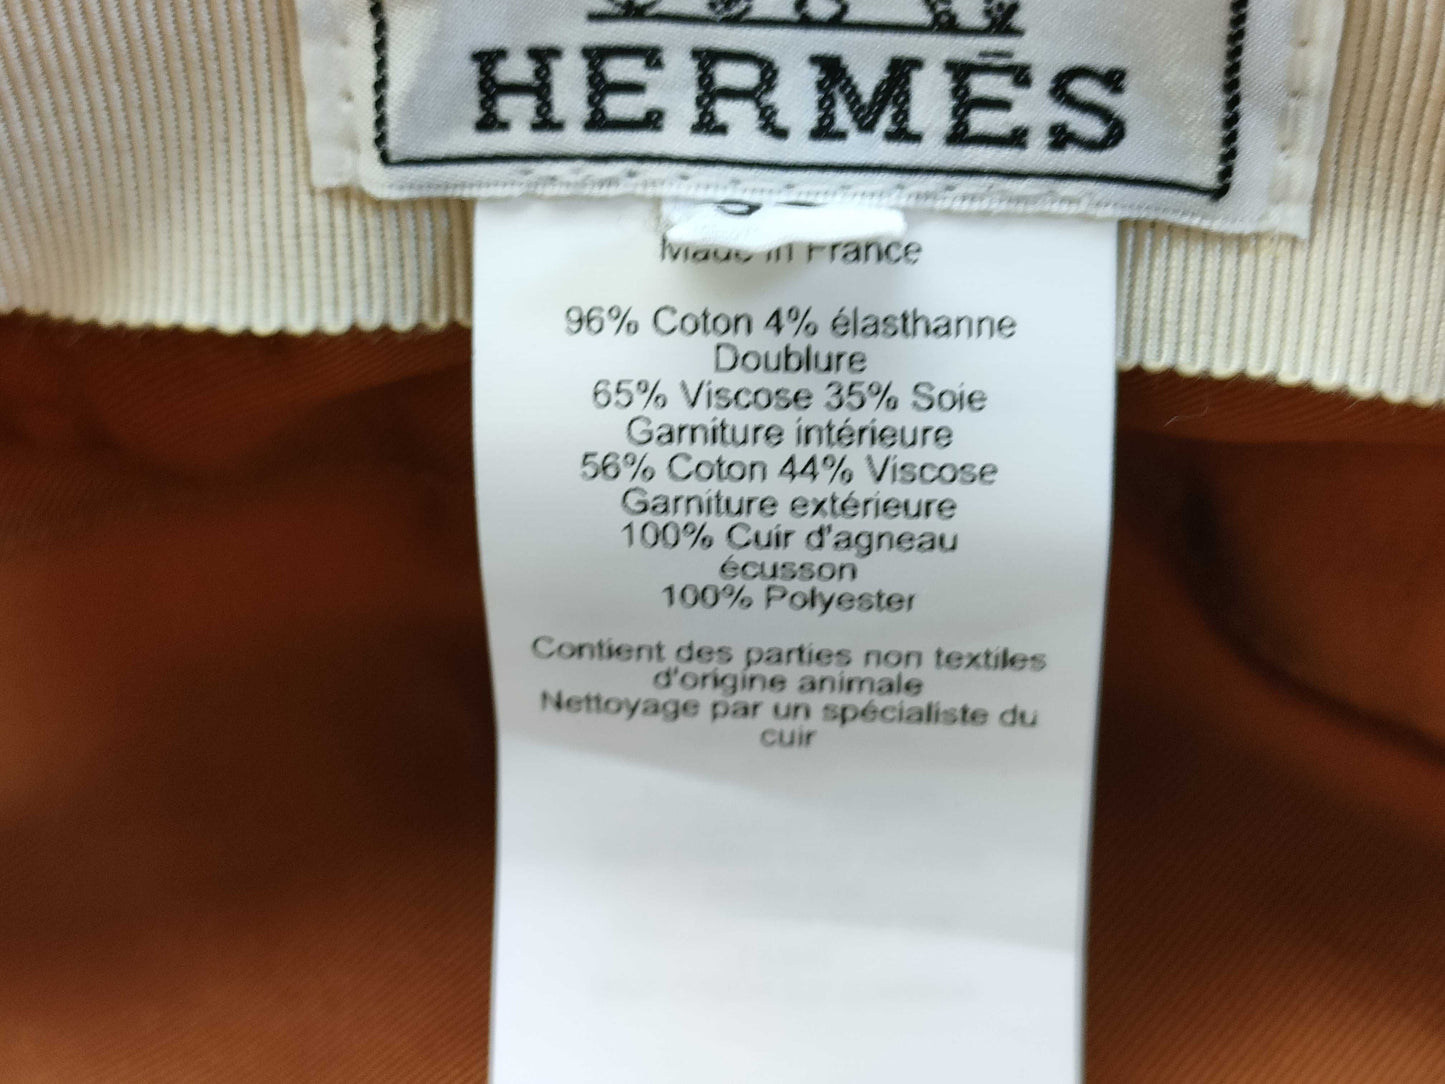 HERMÈS
Made in France
96% Coton 4% élasthanne
Doublure
65% Viscose 35% Soie
Garniture intérieure
56% Coton 44% Viscose
Garniture extérieure
100% Cuir d'agneau
écusson
100% Polyester
Contient des parties non textiles
d'origine animale
Nettoyage par un spécialiste du
cuir